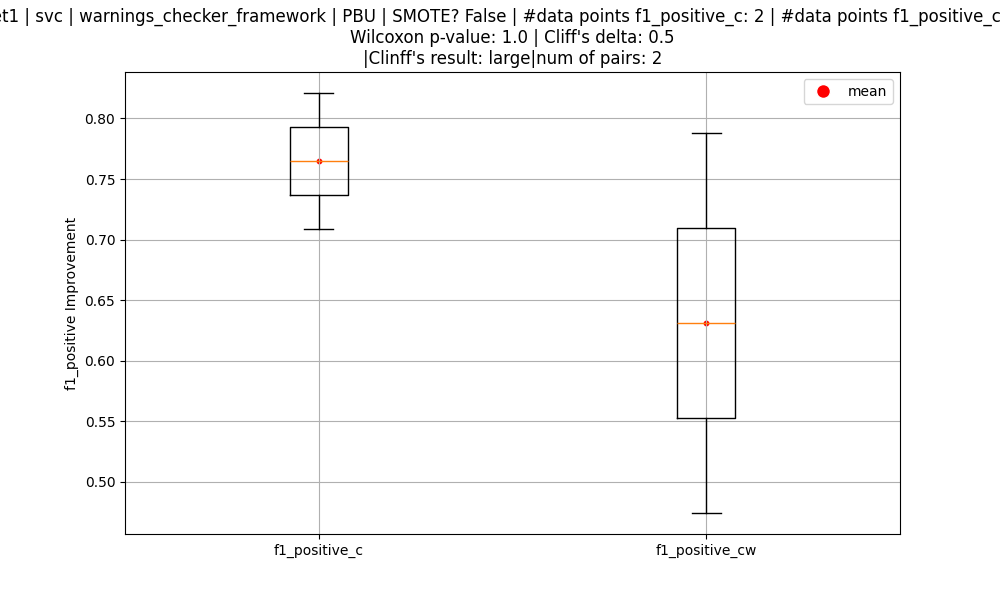 et1 | svc | warnings_checker_framework | PBU | SMOTE? False | #data points f1_positive_c: 2 | #data points f1_positive_c
Wilcoxon p-value: 1.0 | Cliff's delta: 0.5
|Clinff's result: large|num of pairs: 2
mean
0.80
0.75
0.70
0.65
0.60
0.55
0.50
f1_positive Improvement
f1_positive_c
f1_positive_cw